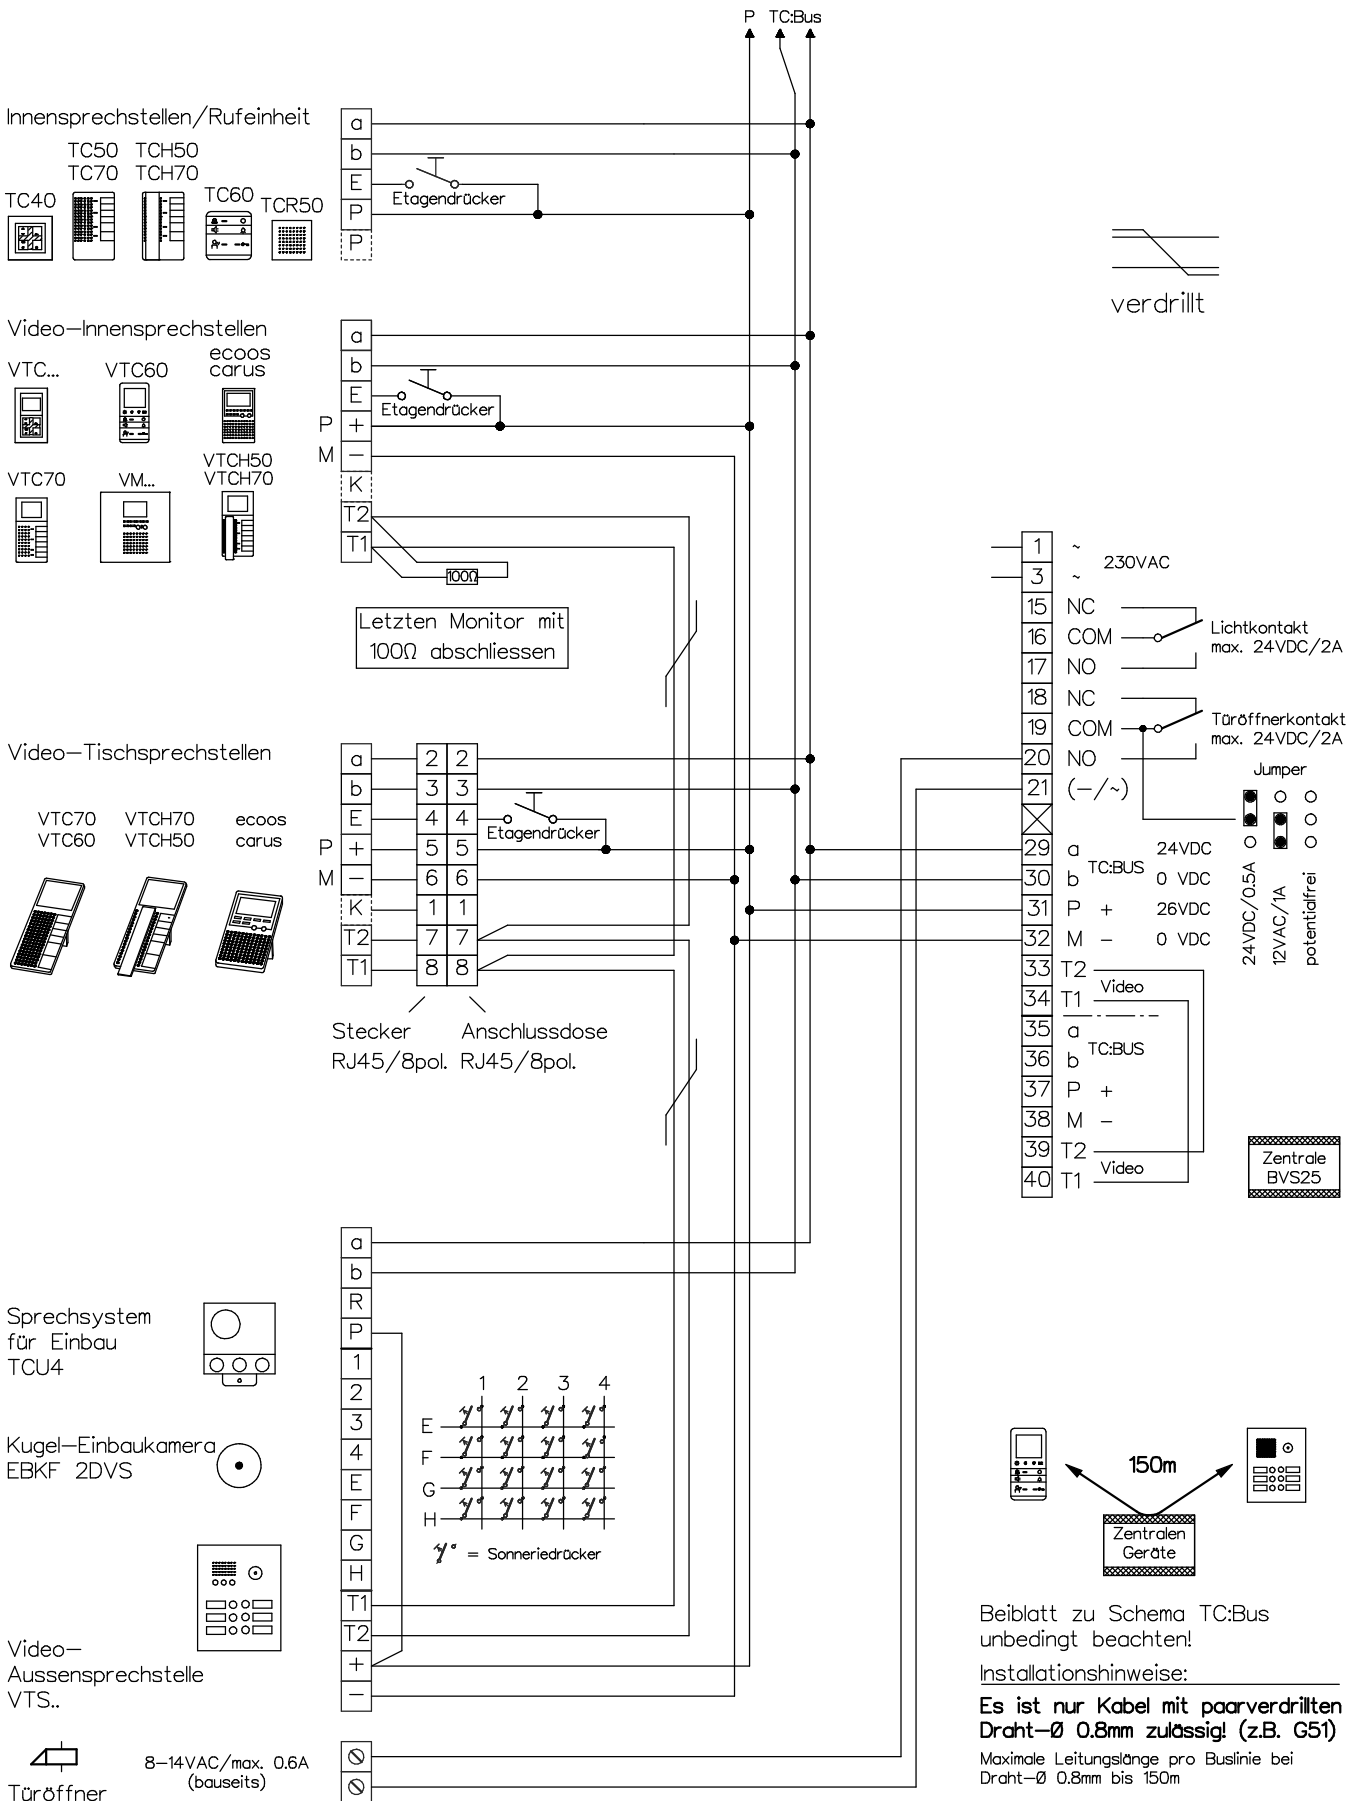 P TC:Bus
Innensprechstellen/Rufeinheit
TC50 TCH50
TC70 TCH70
TC40
TC60
TCR50
a
b
E
P
P
Etagendrücker
verdrillt
Video-Innensprechstellen
VTC...
VTC60
ecoos
carus
VTC70
VM...
VTCH50
VTCH70
a
b
E
P +
M -
K
T2
T1
Etagendrücker
100Ω
Letzten Monitor mit
100Ω abschliessen
Video-Tischsprechstellen
VTC70 VTCH70 ecoos
VTC60 VTCH50 carus
a 2 2
b 3 3
E 4 4
P + 5 5
M - 6 6
K 1 1
T2 7 7
T1 8 8
Etagendrücker
Stecker
RJ45/8pol.
Anschlussdose
RJ45/8pol.
1 ~
3 ~
230VAC
15 NC
16 COM
17 NO
Lichtkontakt
max. 24VDC/2A
18 NC
19 COM
20 NO
21 (-/~)
Türöffnerkontakt
max. 24VDC/2A
Jumper
24VDC/0.5A
12VAC/1A
potentialfrei
29 a 24VDC
TC:BUS
30 b 0 VDC
31 P + 26VDC
32 M - 0 VDC
33 T2
Video
34 T1
35 a
TC:BUS
36 b
37 P +
38 M -
39 T2
Video
40 T1
Zentrale
BVS25
Sprechsystem
für Einbau
TCU4
Kugel-Einbaukamera
EBKF 2DVS
Video-
Aussensprechstelle
VTS..
a
b
R
P
1
2
3
4
E
F
G
H
T1
T2
+
-
1 2 3 4
E
F
G
H
= Sonneriedrücker
Türöffner
8-14VAC/max. 0.6A
(bauseits)
150m
Zentralen
Geräte
Beiblatt zu Schema TC:Bus
unbedingt beachten!
Installationshinweise:
Es ist nur Kabel mit paarverdrillten
Draht-Ø 0.8mm zulässig! (z.B. G51)
Maximale Leitungslänge pro Buslinie bei
Draht-Ø 0.8mm bis 150m